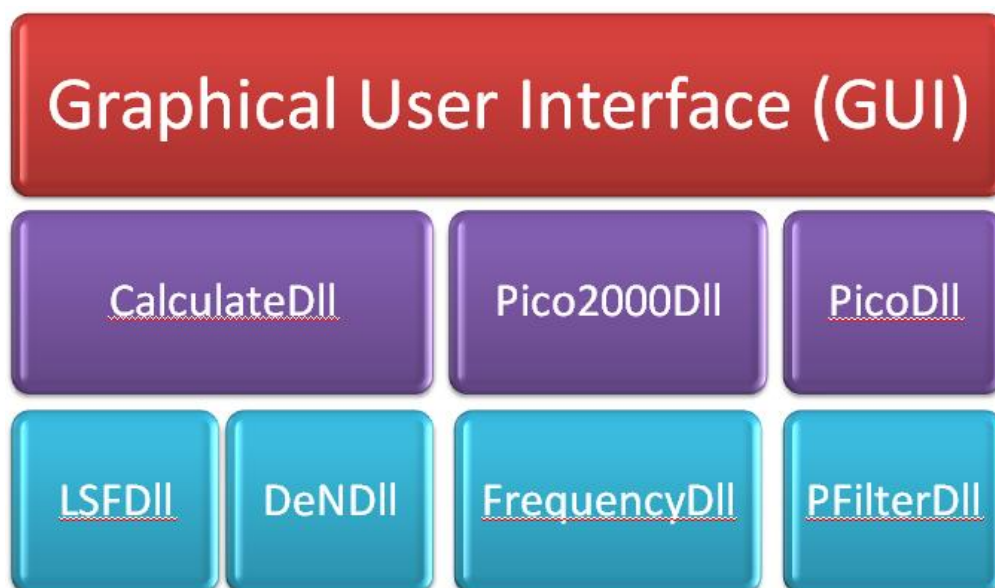 Graphical User Interface (GUI)
CalculateDll Pico2000Dll PicoDll
LSFDll DeNDll FrequencyDll PFilterDll